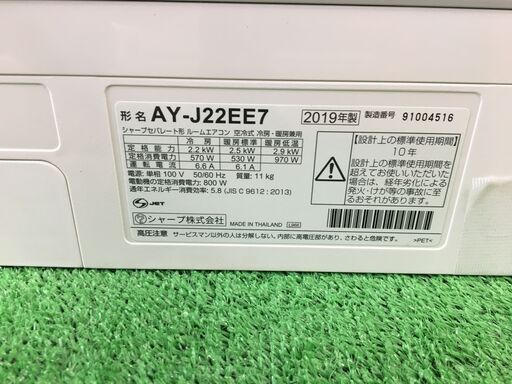 形名 AY-J22EE7 2019年製 製造番号 91004516
シャープセパレート形 ルームエアコン 空冷式 冷房・暖房兼用
冷房 暖房標準 暖房低温
定格能力 2.2 kW 2.5 kW 2.9 kW
定格消費電力 570 W 530 W 970 W
運転電流 6.6 A 6.1 A
電源: 単相 100 V 50/60 Hz 質量: 11 kg
電動機の定格消費電力: 800 W
通年エネルギー消費効率: 5.8 (JIS C 9612 : 2013)
【設計上の標準使用期間】
10年
設計上の標準使用期間を
超えてお使いいただいた
場合は、経年劣化による
発火・けが等の事故に至
るおそれがあります。
S JET
シャープ株式会社
MADE IN THAILAND
高圧注意 サービスマン以外の人は分解しない、内部に高電圧部があり、さわると危険です。
>PET<